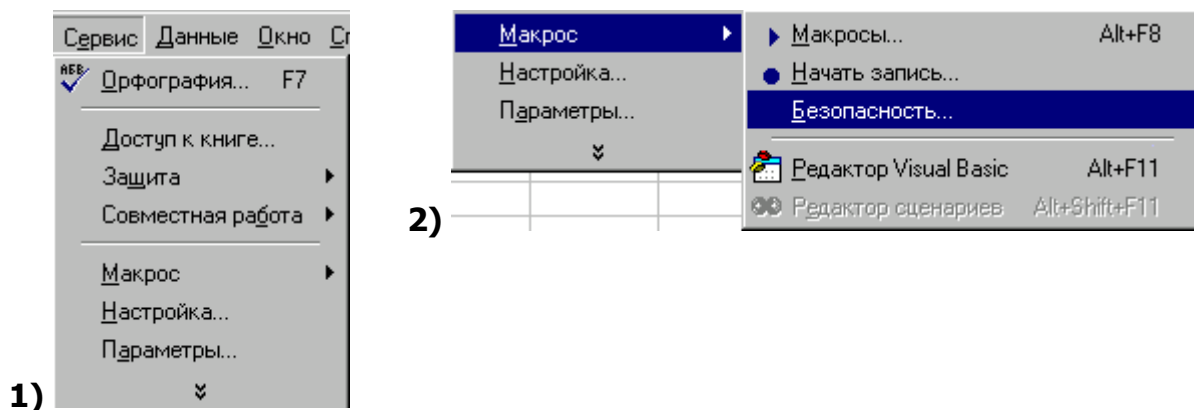 Сервис Данные Окно
Орфография... F7
Доступ к книге...
Защита
Совместная работа
Макрос
Настройка...
Параметры...
1)
Макрос
Настройка...
Параметры...
2)
Макросы... Alt+F8
Начать запись...
Безопасность...
Редактор Visual Basic Alt+F11
Редактор сценариев Alt+Shift+F11